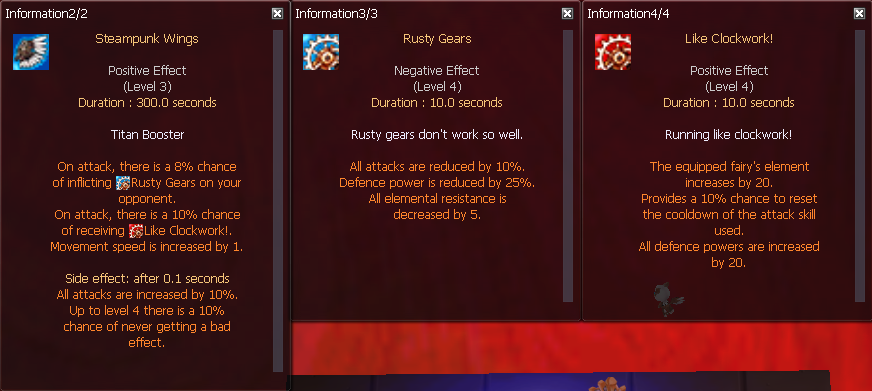 Information2/2
Steampunk Wings
Positive Effect
(Level 3)
Duration : 300.0 seconds
Titan Booster
On attack, there is a 8% chance
of inflicting Rusty Gears on your
opponent.
On attack, there is a 10% chance
of receiving Like Clockwork!.
Movement speed is increased by 1.
Side effect: after 0.1 seconds
All attacks are increased by 10%.
Up to level 4 there is a 10%
chance of never getting a bad
effect.
Information3/3
Rusty Gears
Negative Effect
(Level 4)
Duration : 10.0 seconds
Rusty gears don't work so well.
All attacks are reduced by 10%.
Defence power is reduced by 25%.
All elemental resistance is
decreased by 5.
Information4/4
Like Clockwork!
Positive Effect
(Level 4)
Duration : 10.0 seconds
Running like clockwork!
The equipped fairy's element
increases by 20.
Provides a 10% chance to reset
the cooldown of the attack skill
used.
All defence powers are increased
by 20.